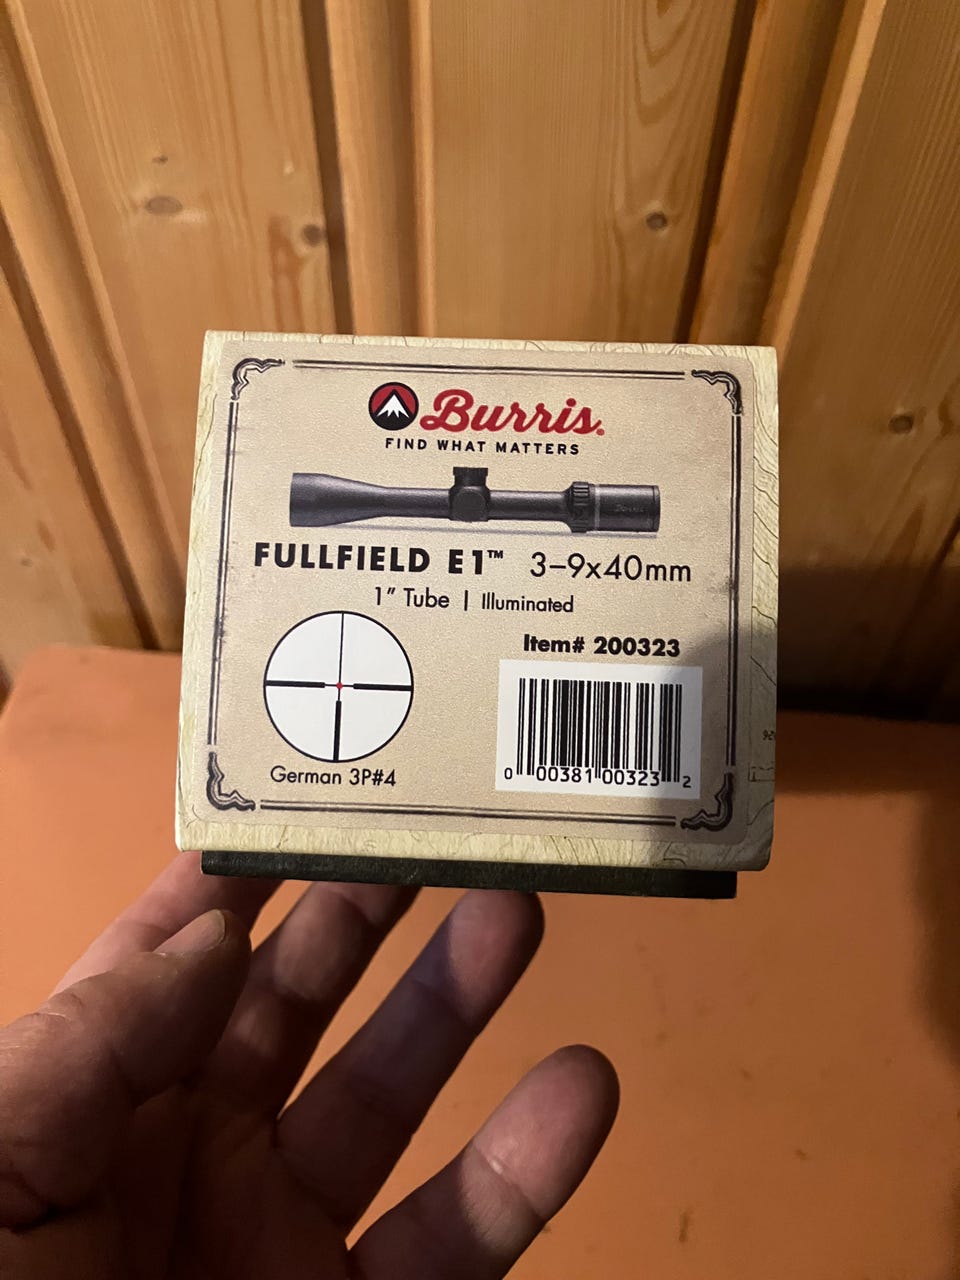 Burris®
FIND WHAT MATTERS
FULLFIELD E1™ 3–9x40mm
1” Tube | Illuminated
Item# 200323
0 00381 00323 2
German 3P#4